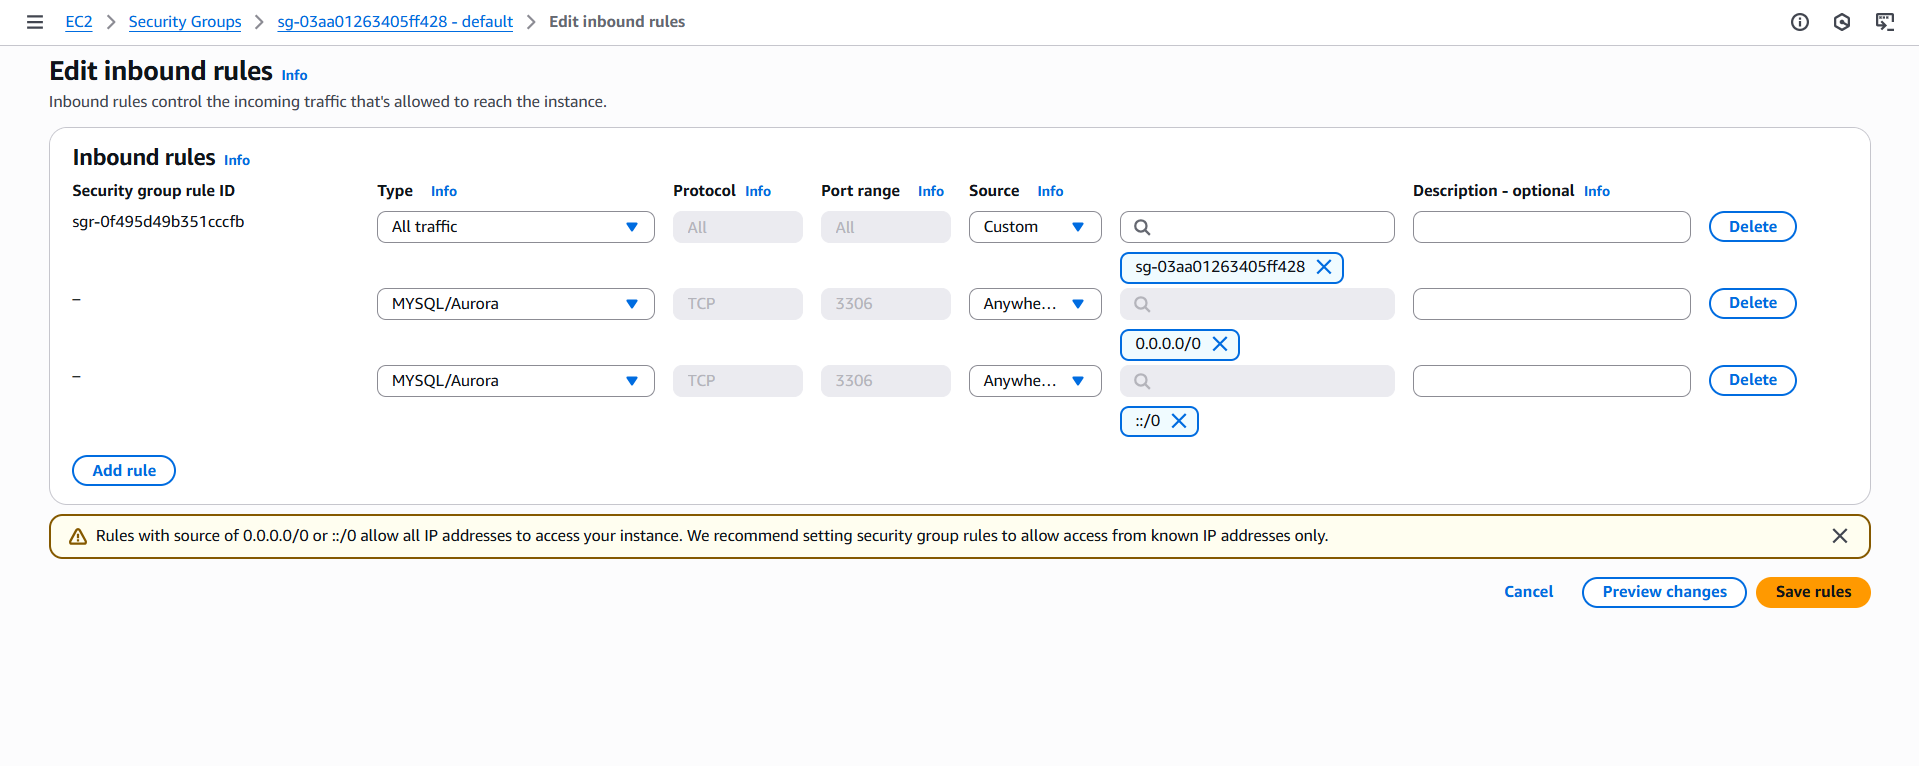 EC2 > Security Groups > sg-03aa01263405ff428 - default > Edit inbound rules
Edit inbound rules Info
Inbound rules control the incoming traffic that's allowed to reach the instance.
Inbound rules Info
Security group rule ID Type Info Protocol Info Port range Info Source Info Description - optional Info
sgr-0f495d49b351cccfb All traffic All All Custom Delete
sg-03aa01263405ff428
– MYSQL/Aurora TCP 3306 Anywhe... Delete
0.0.0.0/0
– MYSQL/Aurora TCP 3306 Anywhe... Delete
::/0
Add rule
Rules with source of 0.0.0.0/0 or ::/0 allow all IP addresses to access your instance. We recommend setting security group rules to allow access from known IP addresses only.
Cancel Preview changes Save rules